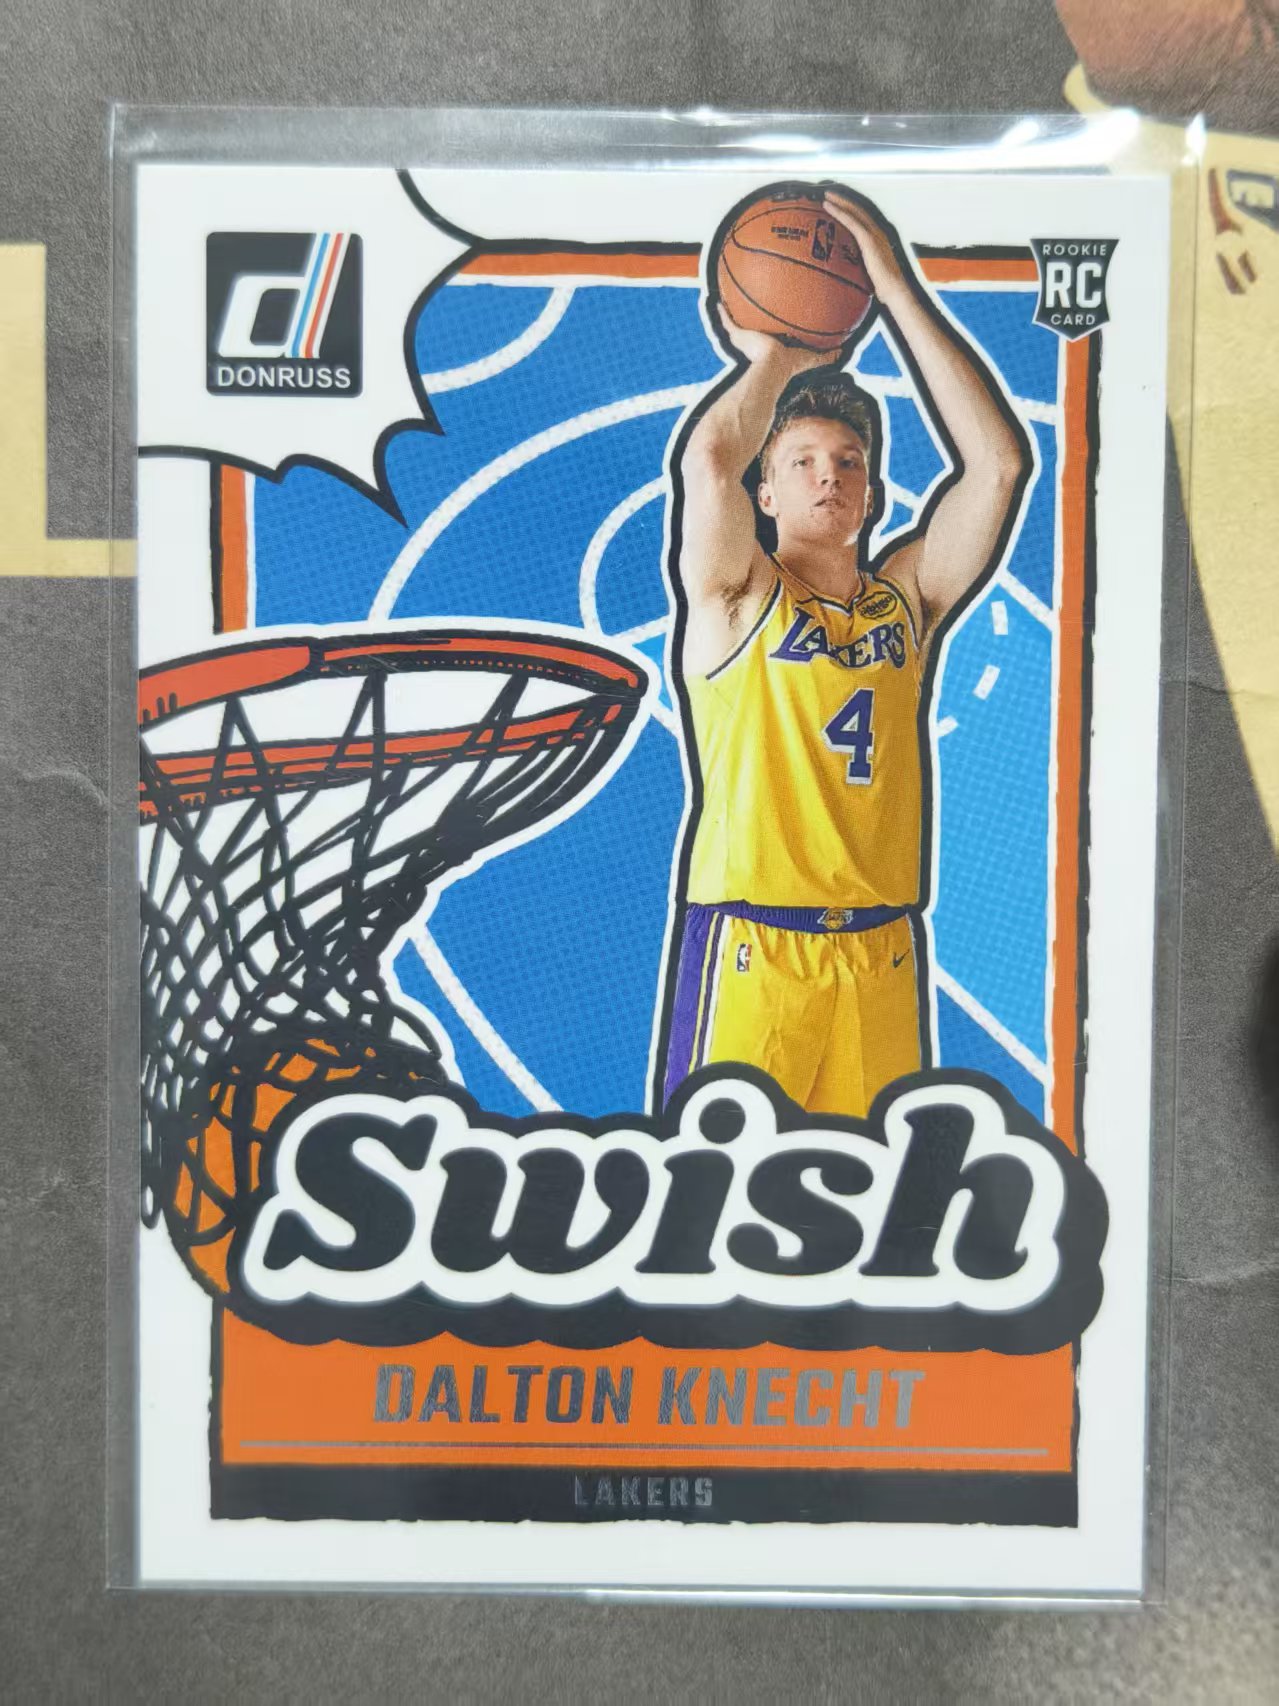 DONRUSS
ROOKIE
RC
CARD
LAKERS
4
Swish
DALTON KNECHT
LAKERS